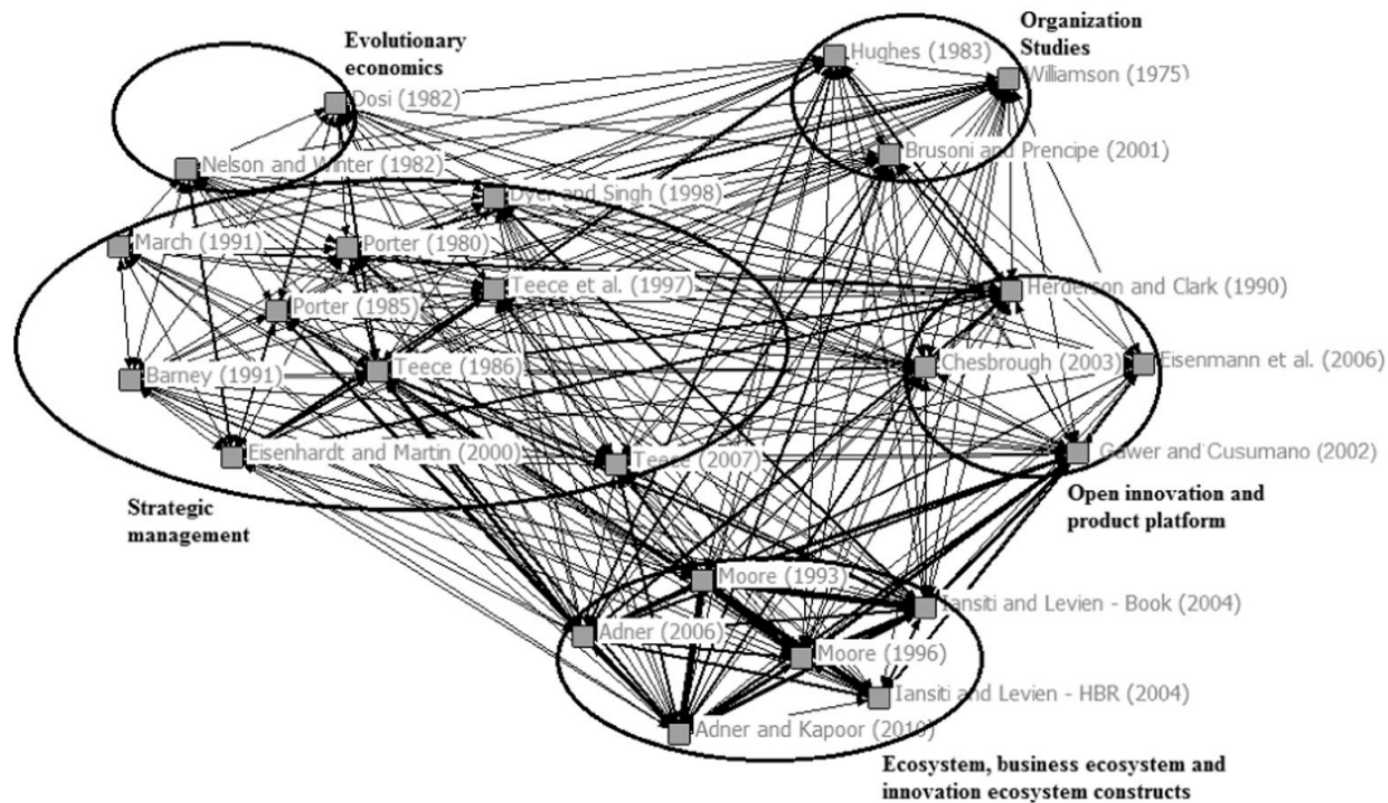 Organization
Studies
Evolutionary
economics
Hughes (1983)
Williamson (1975)
Dosi (1982)
Brusoni and Prencipe (2001)
Nelson and Winter (1982)
Dyer and Singh (1998)
March (1991)
Porter (1980)
Teece et al. (1997)
Herderson and Clark (1990)
Porter (1985)
Chesbrough (2003)
Eisenmann et al. (2006)
Teece (1986)
Barney (1991)
Eisenhardt and Martin (2000)
Teece (2007)
Gawer and Cusumano (2002)
Strategic
management
Open innovation and
product platform
Moore (1993)
Iansiti and Levien - Book (2004)
Adner (2006)
Moore (1996)
Iansiti and Levien - HBR (2004)
Adner and Kapoor (2010)
Ecosystem, business ecosystem and
innovation ecosystem constructs